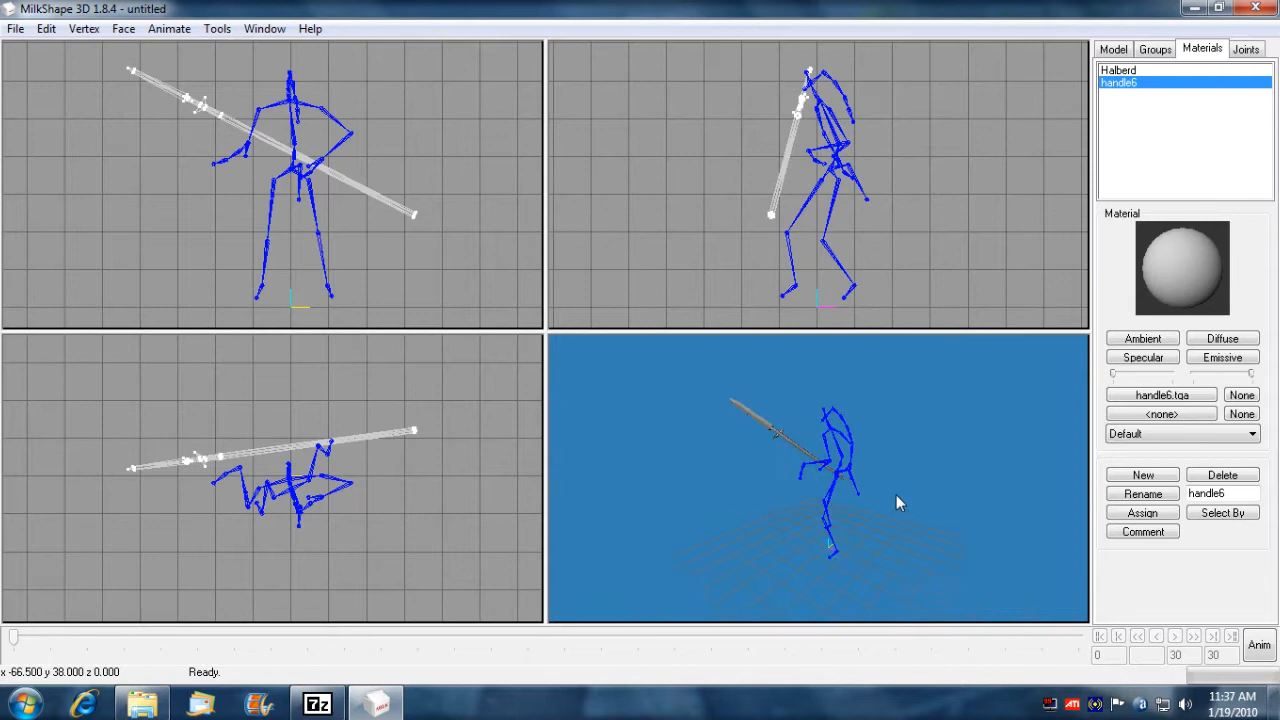 MilkShape 3D 1.8.4 - untitled
File Edit Vertex Face Animate Tools Window Help
Model Groups Materials Joints
Halberd
handle6
Material
Ambient Diffuse
Specular Emissive
handle6.tga None
<none> None
Default
New Delete
Rename handle6
Assign Select By
Comment
0 30 30 Anim
x -66.500 y 38.000 z 0.000 Ready.
7z
11:37 AM
1/19/2010